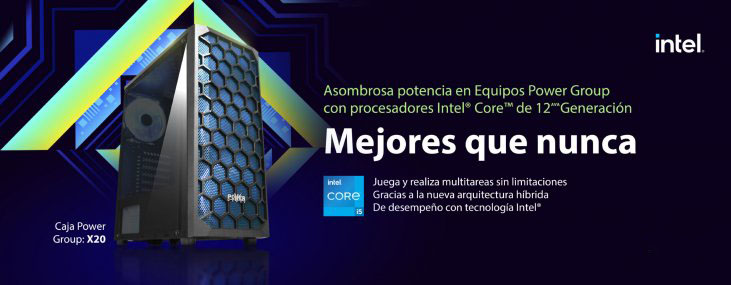 intel.
Asombrosa potencia en Equipos Power Group
con procesadores Intel® Core™ de 12ᵛᵃ Generación
Mejores que nunca
intel
CORE
i5
Juega y realiza multitareas sin limitaciones
Gracias a la nueva arquitectura híbrida
De desempeño con tecnología Intel®
Caja Power
Group: X20